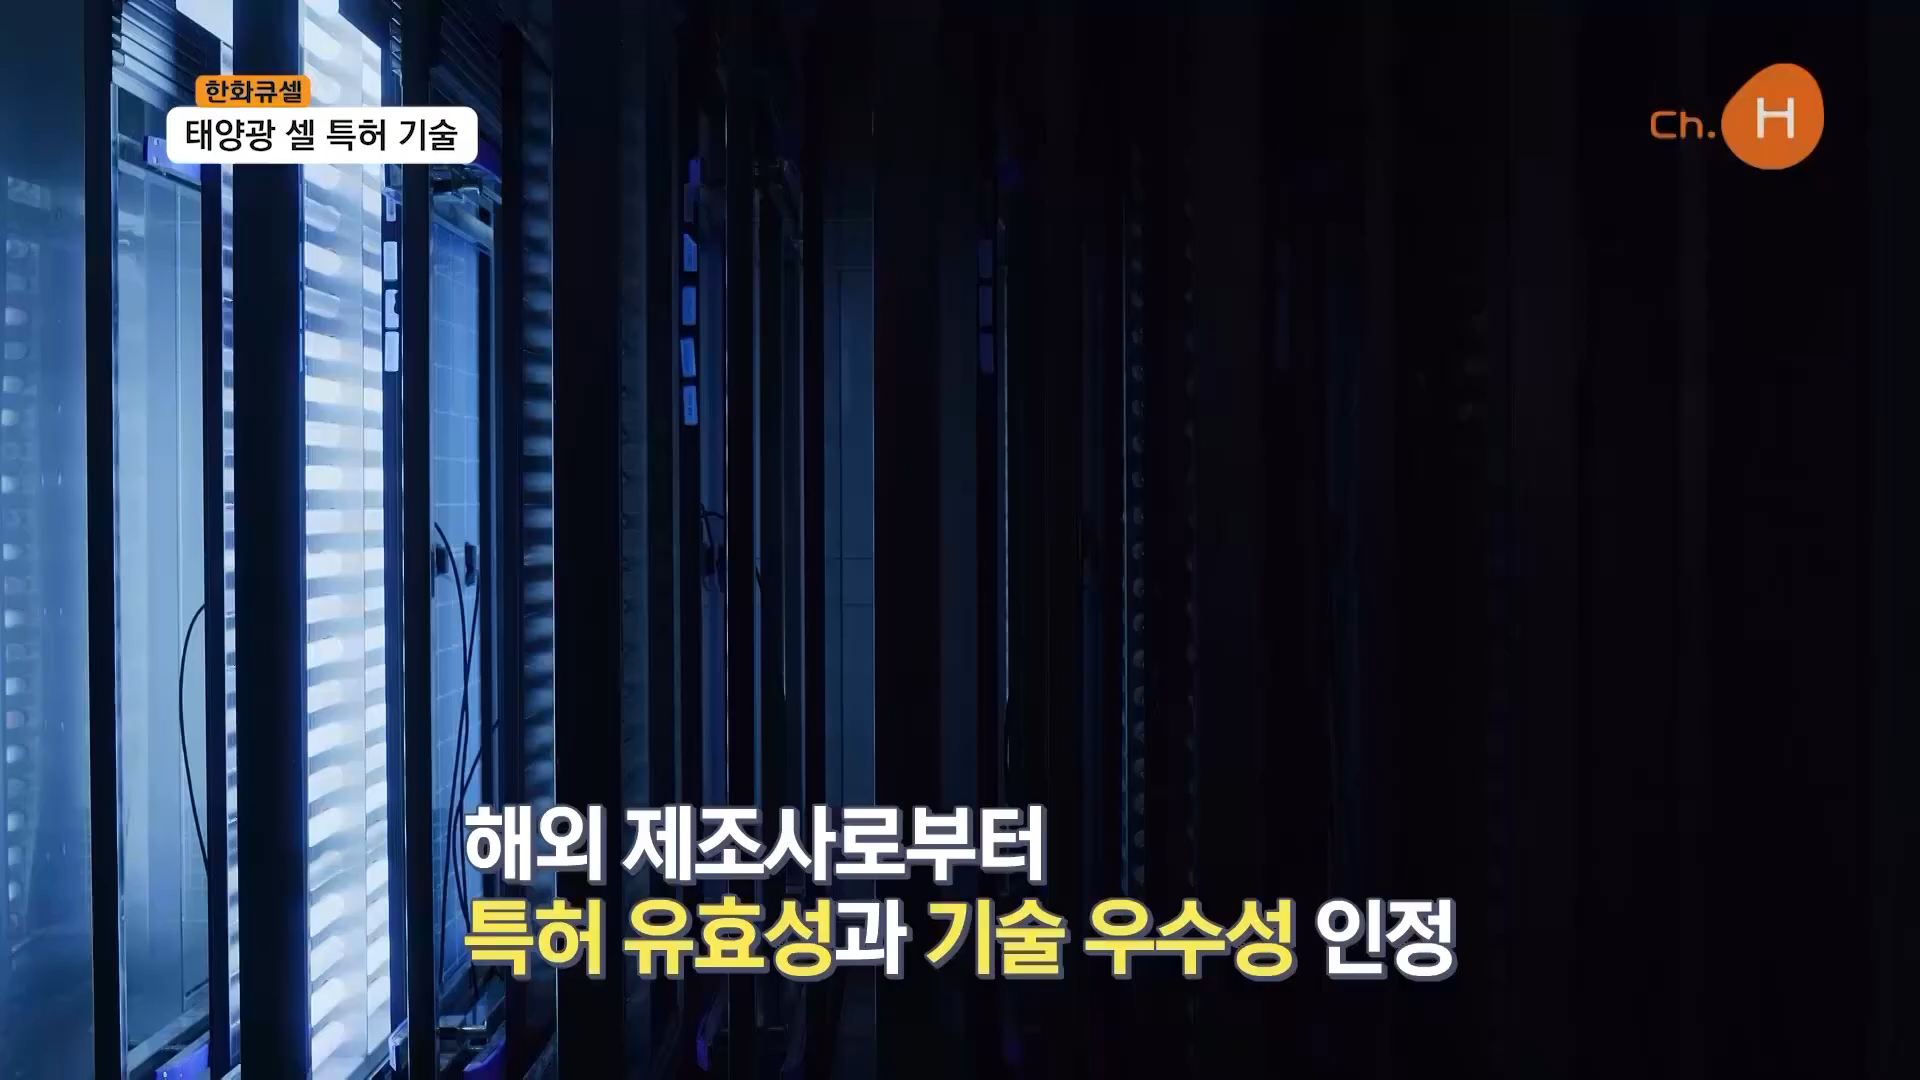 한화큐셀
태양광 셀 특허 기술
Ch. H
해외 제조사로부터
특허 유효성과 기술 우수성 인정